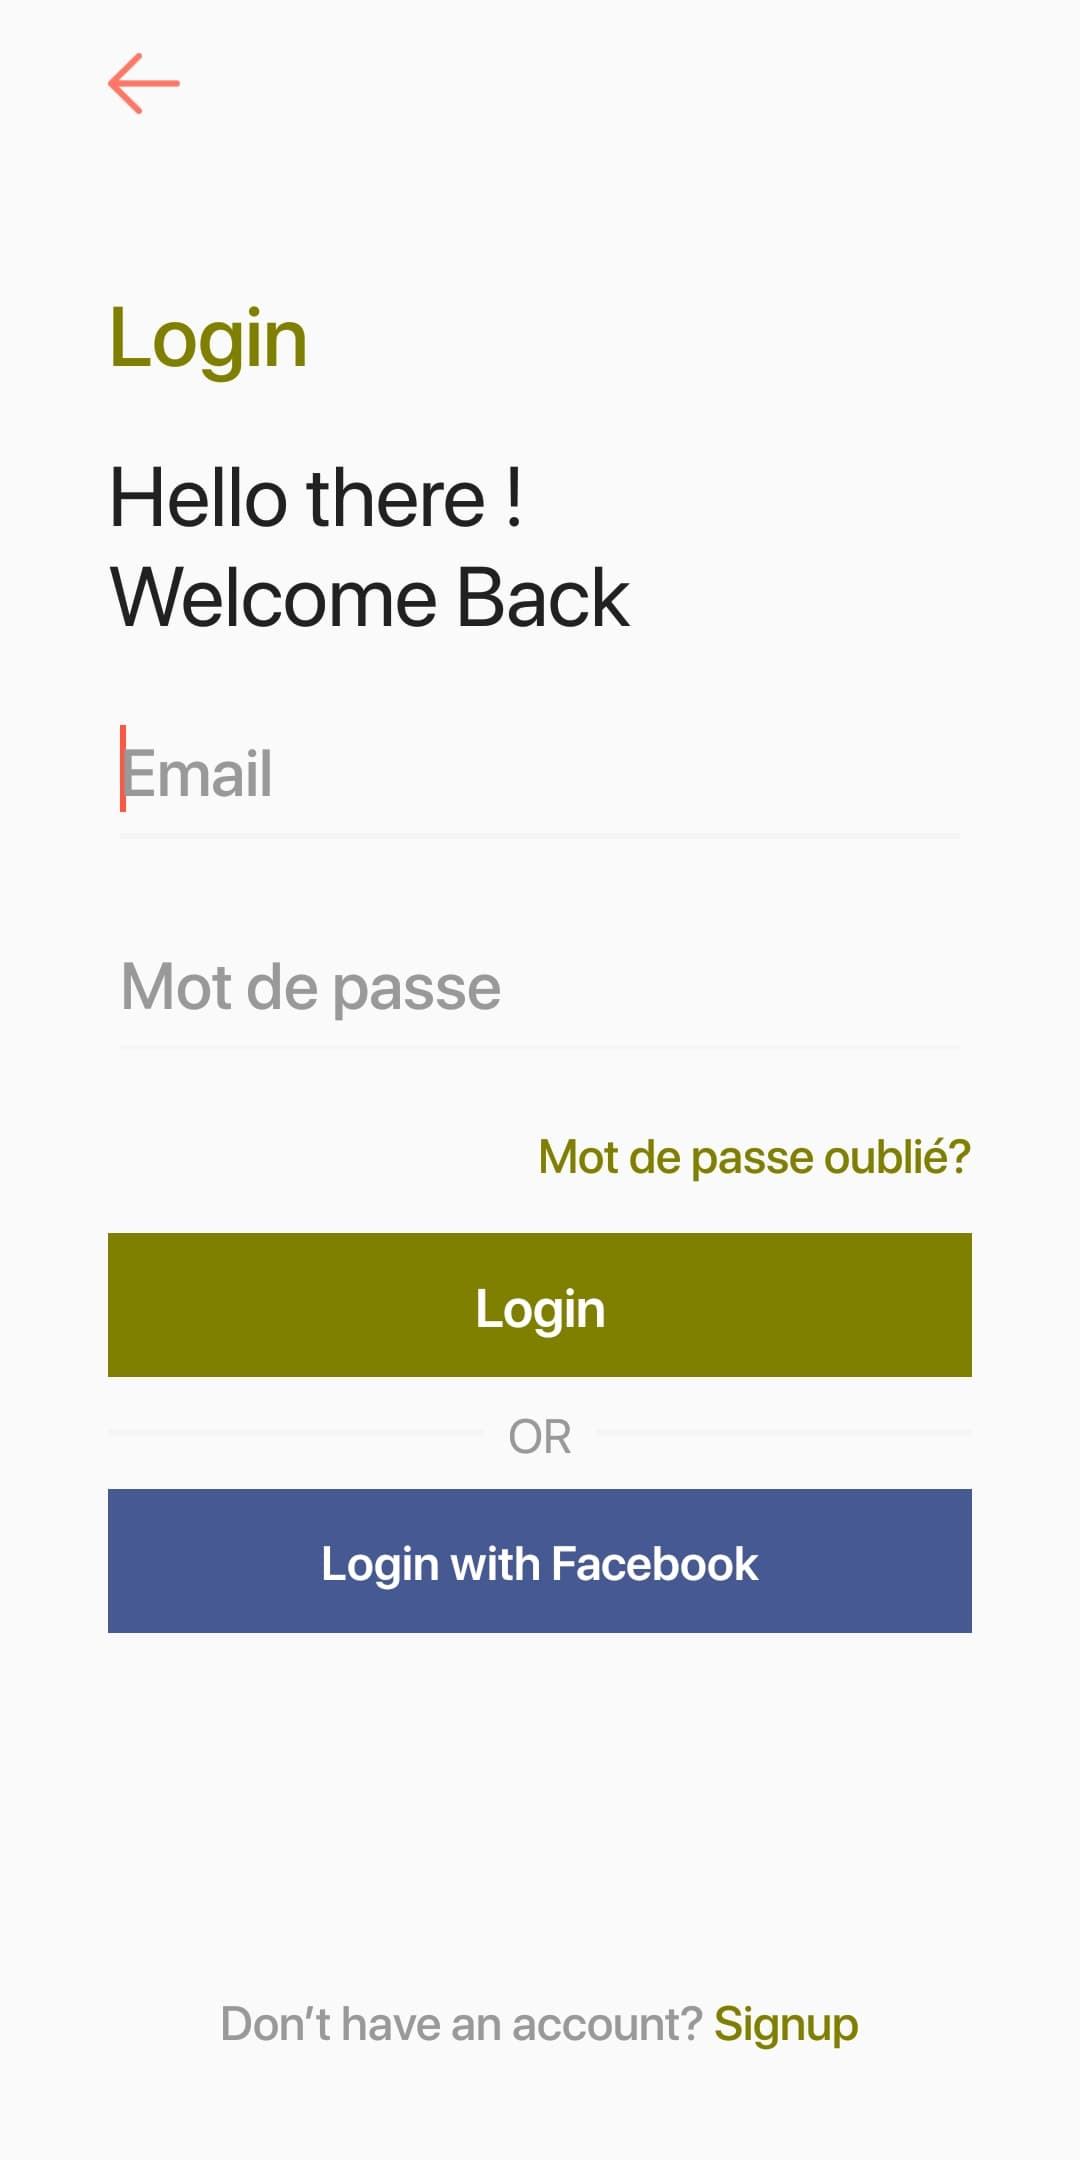 Login
Hello there !
Welcome Back
Email
Mot de passe
Mot de passe oublié?
Login
OR
Login with Facebook
Don’t have an account? Signup